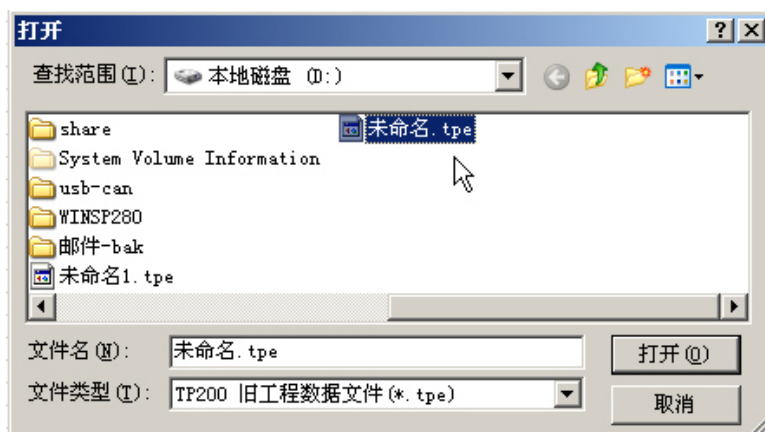 打开
查找范围(I): 本地磁盘 (D:)
share
System Volume Information
usb-can
WINSP280
邮件-bak
未命名1.tpe
未命名.tpe
文件名(N): 未命名.tpe
打开(O)
文件类型(T): TP200 旧工程数据文件(*.tpe)
取消